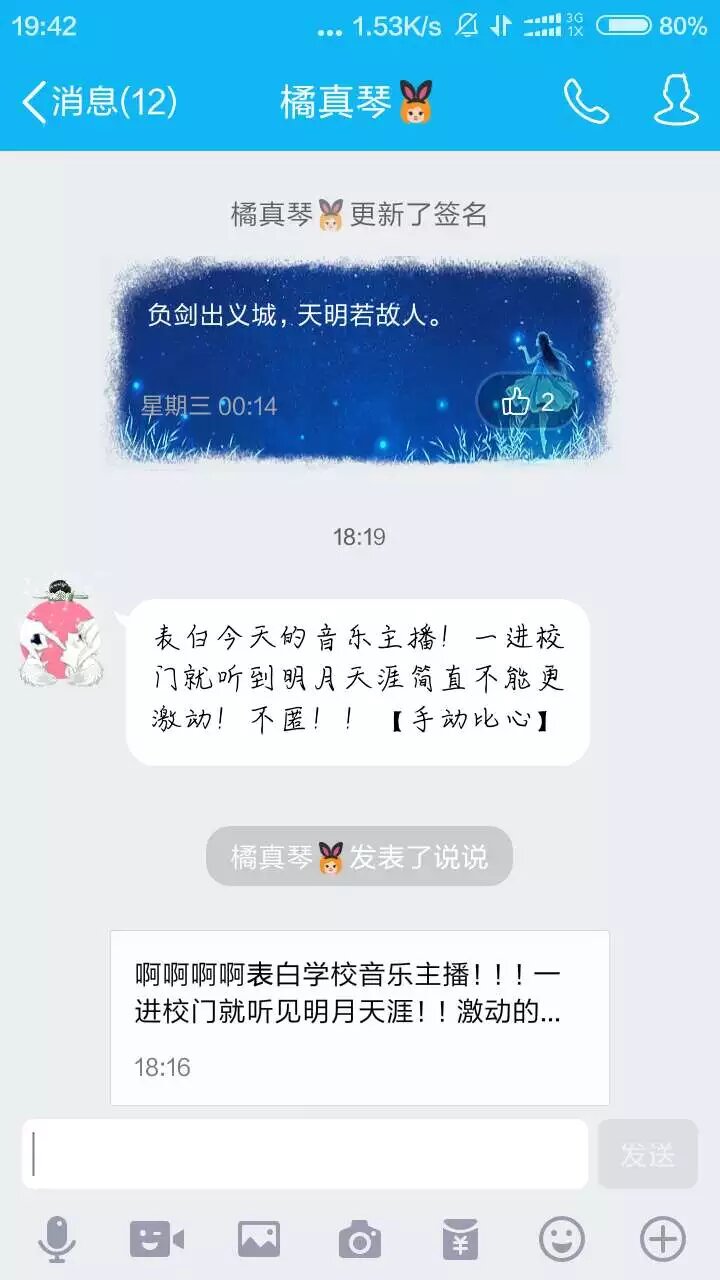 19:42
... 1.53K/s 3G 1X 80%
消息(12)
橘真琴
橘真琴更新了签名
负剑出义城，天明若故人。
星期三 00:14
2
18:19
表白今天的音乐主播！一进校
门就听到明月天涯简直不能更
激动！不匿！！【手动比心】
橘真琴发表了说说
啊啊啊啊表白学校音乐主播！！！一
进校门就听见明月天涯！！激动的...
18:16
发送